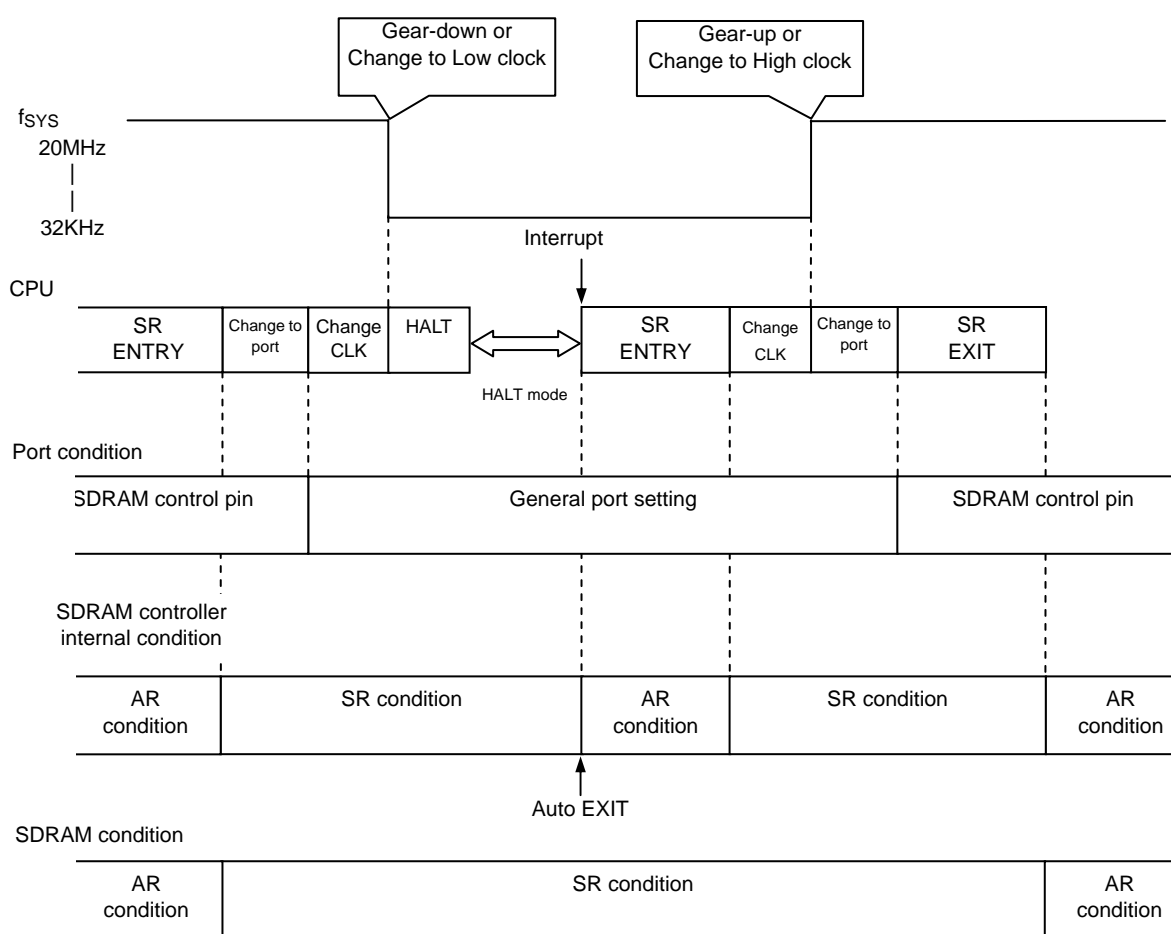 Gear-down or
Change to Low clock
Gear-up or
Change to High clock
fSYS
20MHz
32KHz
Interrupt
CPU
SR
ENTRY
Change to
port
Change
CLK
HALT
SR
ENTRY
Change
CLK
Change to
port
SR
EXIT
HALT mode
Port condition
SDRAM control pin
General port setting
SDRAM control pin
SDRAM controller
internal condition
AR
condition
SR condition
AR
condition
SR condition
AR
condition
Auto EXIT
SDRAM condition
AR
condition
SR condition
AR
condition